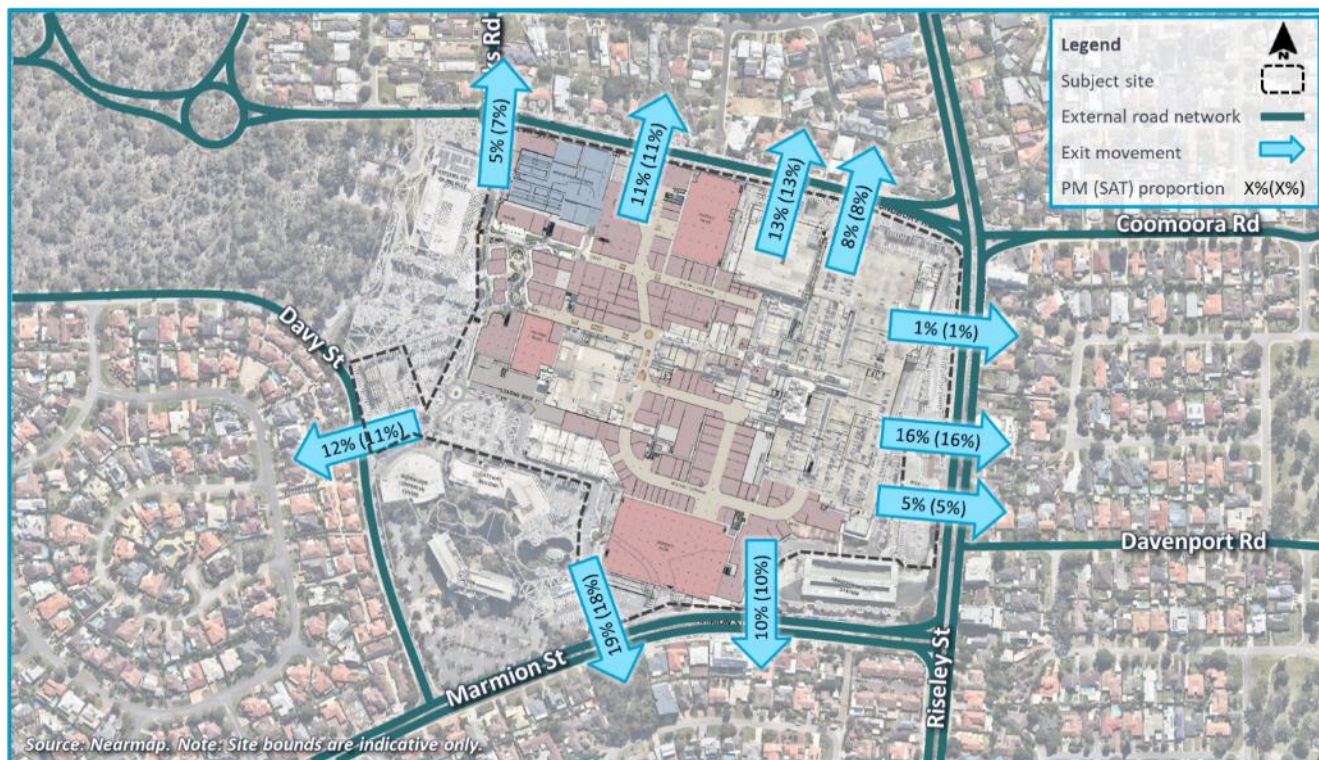 Legend
N
Subject site
External road network
Exit movement
PM (SAT) proportion X%(X%)
5% (7%)
11% (11%)
13% (13%)
8% (8%)
Coomoora Rd
1% (1%)
Davy St
12% (11%)
16% (16%)
5% (5%)
Davenport Rd
19% (18%)
10% (10%)
Marmion St
Riseley St
Source: Nearmap. Note: Site bounds are indicative only.